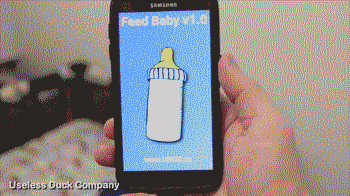 SAMSUNG
Feed Baby v1.0
Useless Duck Company